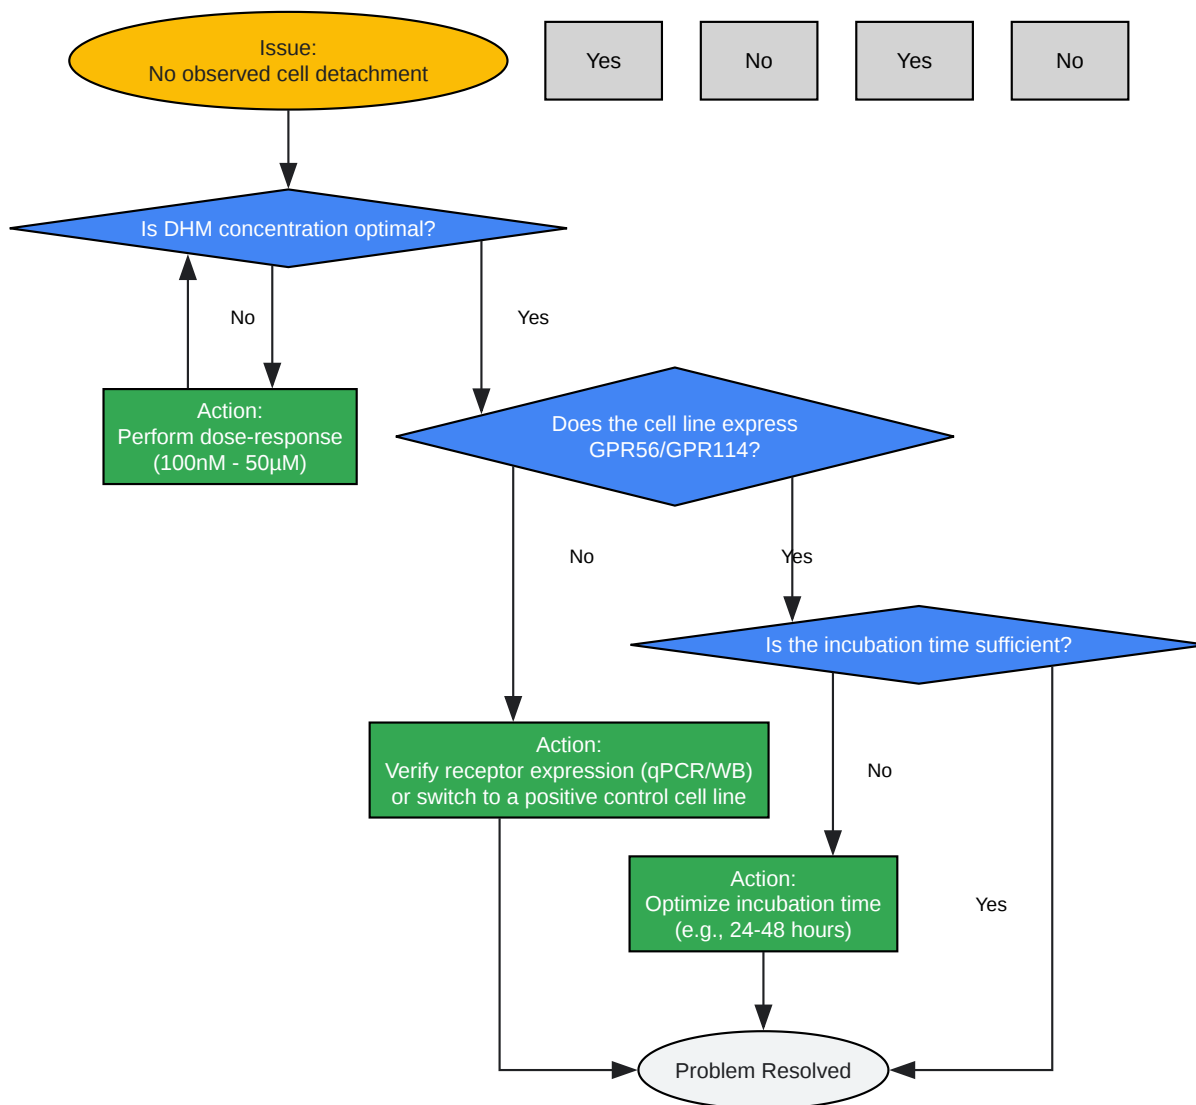 Issue:
No observed cell detachment
Yes
No
Yes
No
Is DHM concentration optimal?
No
Yes
Action:
Perform dose-response
(100nM - 50µM)
Does the cell line express
GPR56/GPR114?
No
Yes
Is the incubation time sufficient?
Action:
Verify receptor expression (qPCR/WB)
or switch to a positive control cell line
No
Action:
Optimize incubation time
(e.g., 24-48 hours)
Yes
Problem Resolved